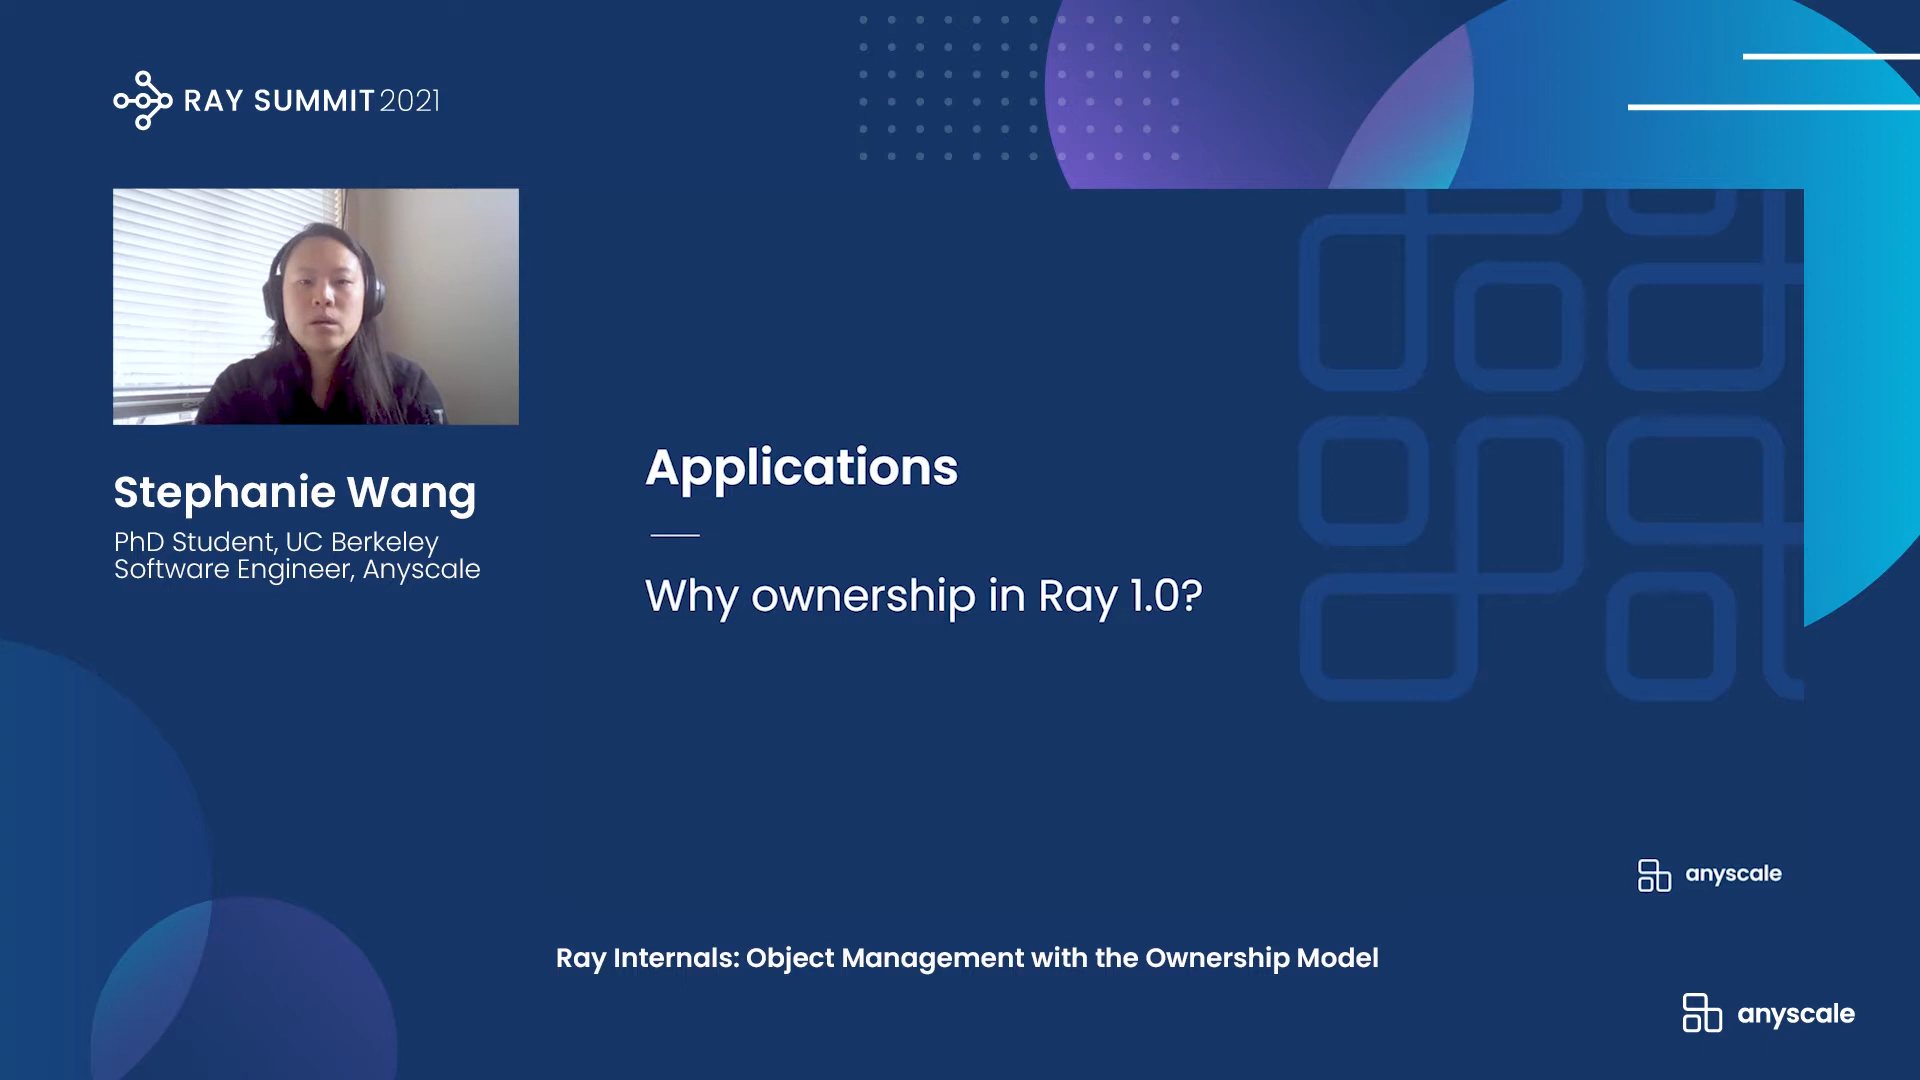 RAY SUMMIT 2021
Stephanie Wang
PhD Student, UC Berkeley
Software Engineer, Anyscale
Applications
Why ownership in Ray 1.0?
anyscale
Ray Internals: Object Management with the Ownership Model
anyscale